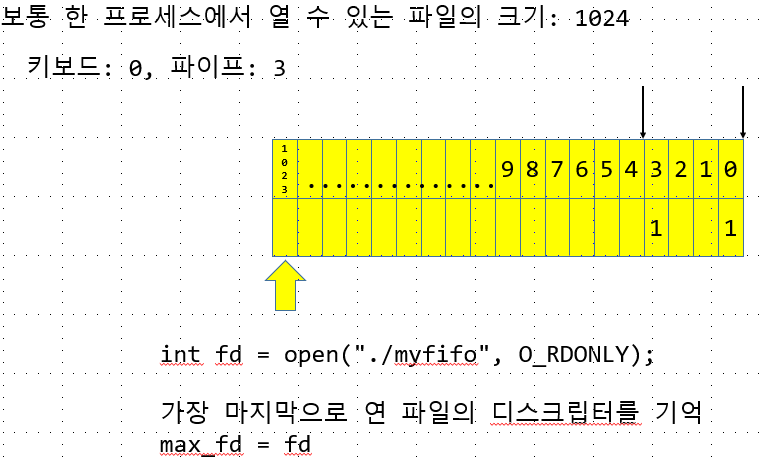 보통 한 프로세스에서 열 수 있는 파일의 크기: 1024
키보드: 0, 파이프: 3
1023 ............. 9 8 7 6 5 4 3 2 1 0
1 1
int fd = open("./myfifo", O_RDONLY);
가장 마지막으로 연 파일의 디스크립터를 기억
max_fd = fd